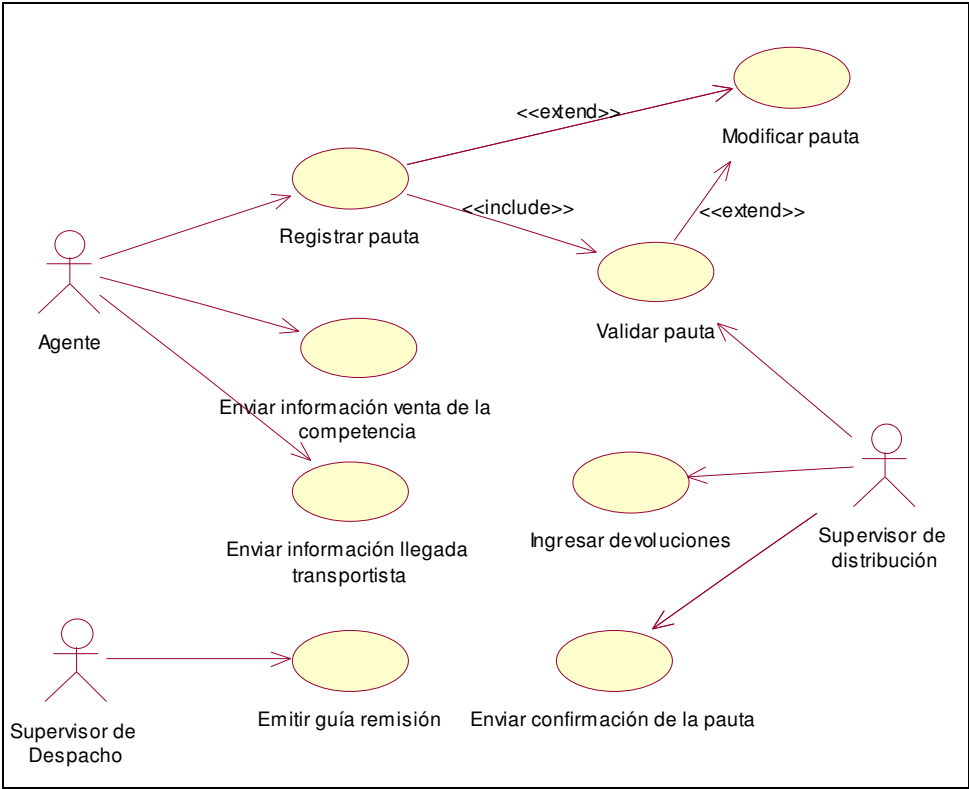 <<extend>>
Modificar pauta
<<include>>
<<extend>>
Registrar pauta
Validar pauta
Agente
Enviar información venta de la
competencia
Enviar información llegada
transportista
Ingresar devoluciones
Supervisor de
distribución
Emitir guía remisión
Enviar confirmación de la pauta
Supervisor de
Despacho